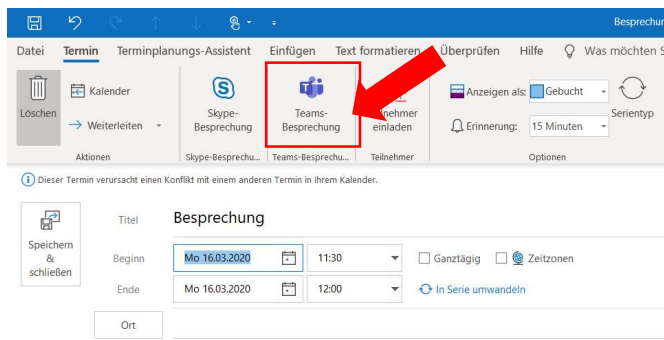 Besprechun
Datei Termin Terminplanungs-Assistent Einfügen Text formatieren Überprüfen Hilfe Was möchten S
Löschen
Kalender
Weiterleiten
Aktionen
Skype-
Besprechung
Skype-Besprechu...
Teams-
Besprechung
Teams-Besprechu...
nehmer
einladen
Teilnehmer
Anzeigen als: Gebucht
Erinnerung: 15 Minuten
Serientyp
Optionen
Dieser Termin verursacht einen Konflikt mit einem anderen Termin in Ihrem Kalender.
Speichern
&
schließen
Titel Besprechung
Beginn Mo 16.03.2020 11:30 Ganztägig Zeitzonen
Ende Mo 16.03.2020 12:00 In Serie umwandeln
Ort